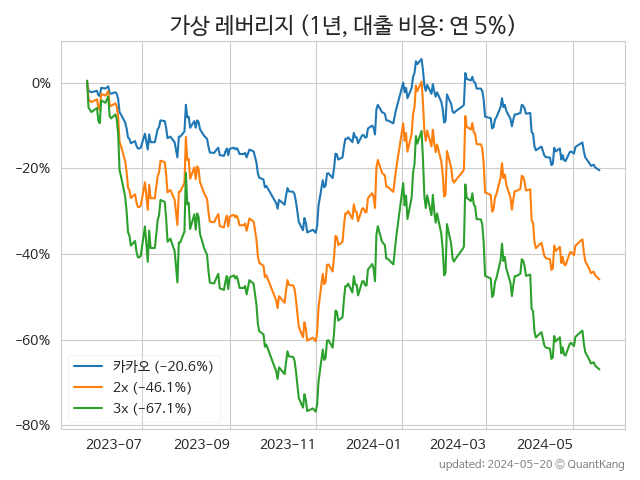 가상 레버리지 (1년, 대출 비용: 연 5%)
0%
−20%
−40%
−60%
−80%
카카오 (−20.6%)
2x (−46.1%)
3x (−67.1%)
2023-07 2023-09 2023-11 2024-01 2024-03 2024-05
updated: 2024-05-20 © QuantKang